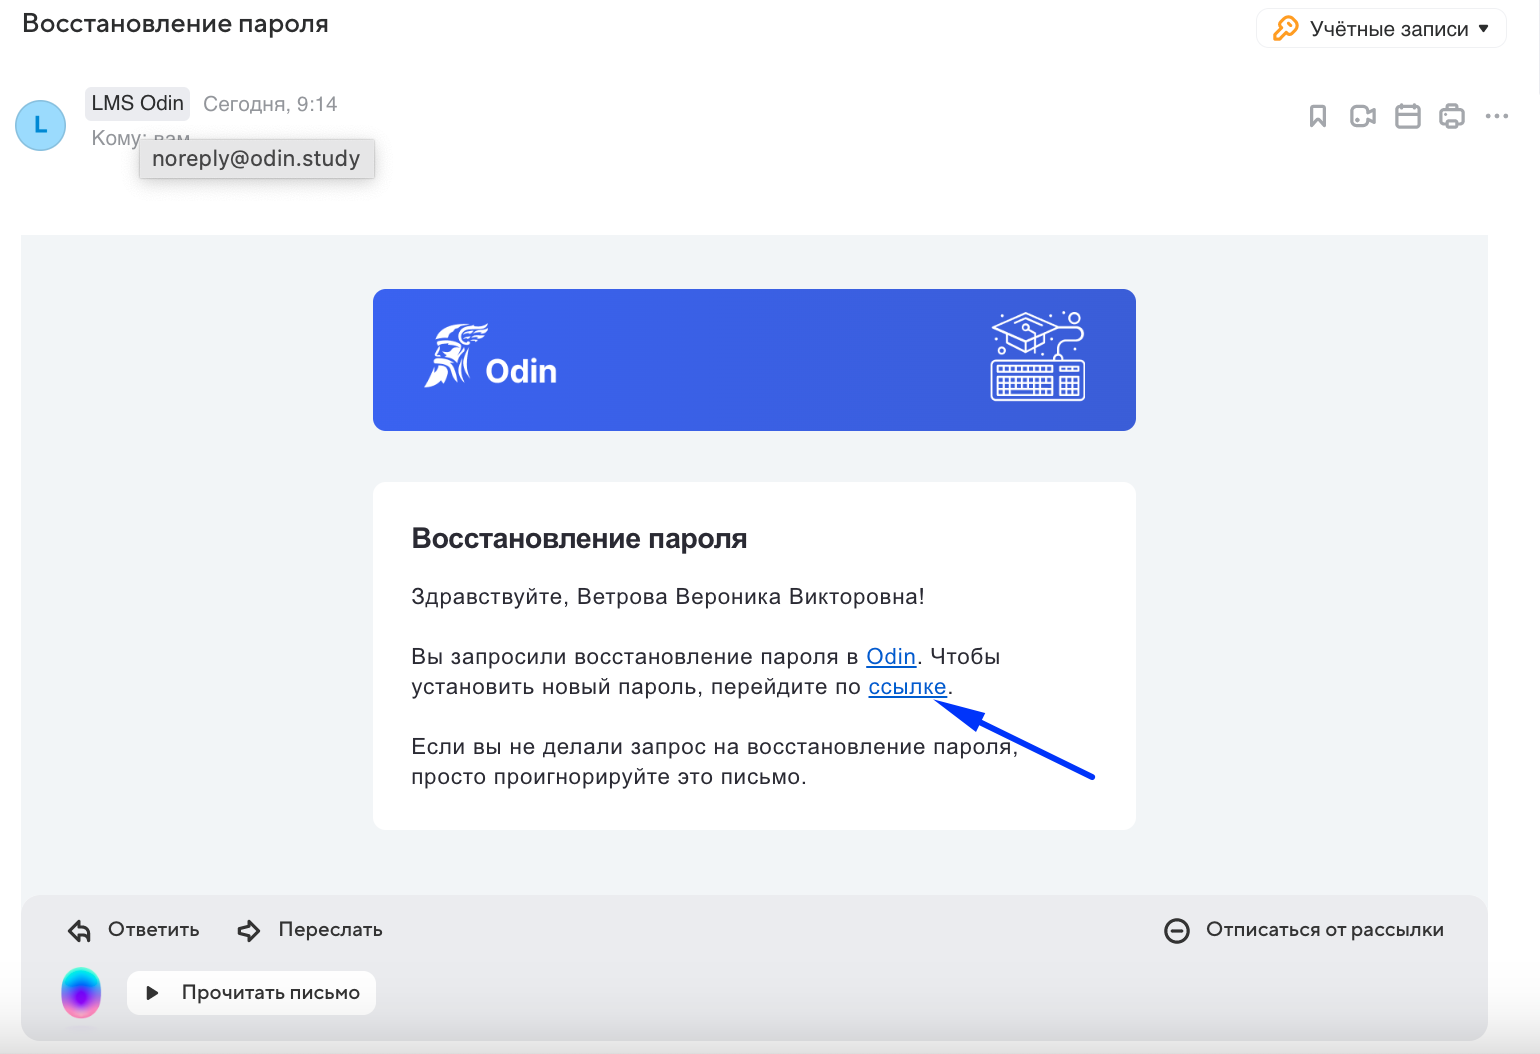 Восстановление пароля
Учётные записи
L
LMS Odin Сегодня, 9:14
Кому: вам
noreply@odin.study
Odin
Восстановление пароля
Здравствуйте, Ветрова Вероника Викторовна!
Вы запросили восстановление пароля в Odin. Чтобы
установить новый пароль, перейдите по ссылке.
Если вы не делали запрос на восстановление пароля,
просто проигнорируйте это письмо.
Ответить Переслать Отписаться от рассылки
Прочитать письмо